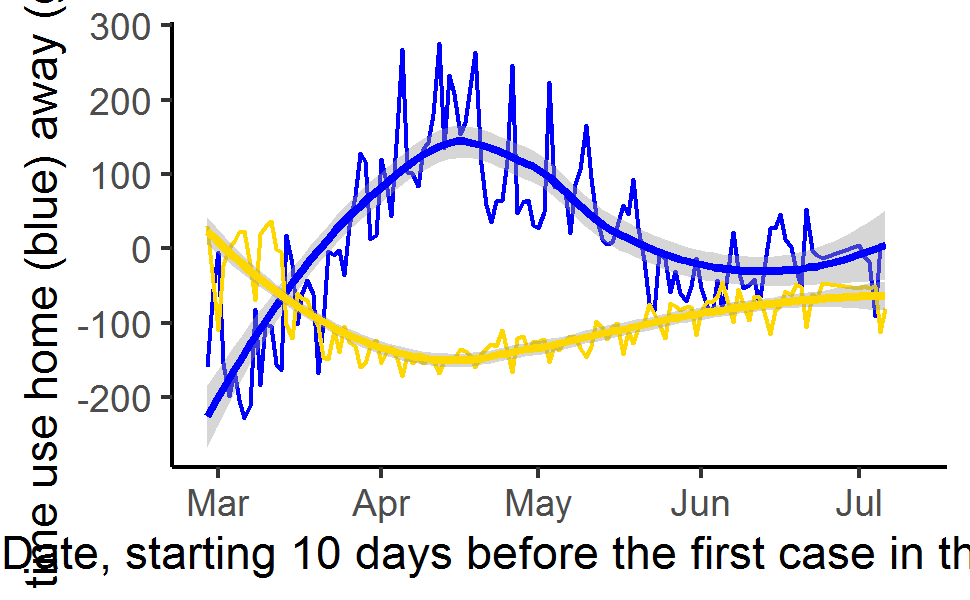 time use home (blue) away (
300
200
100
0
-100
-200
Mar Apr May Jun Jul
Date, starting 10 days before the first case in th